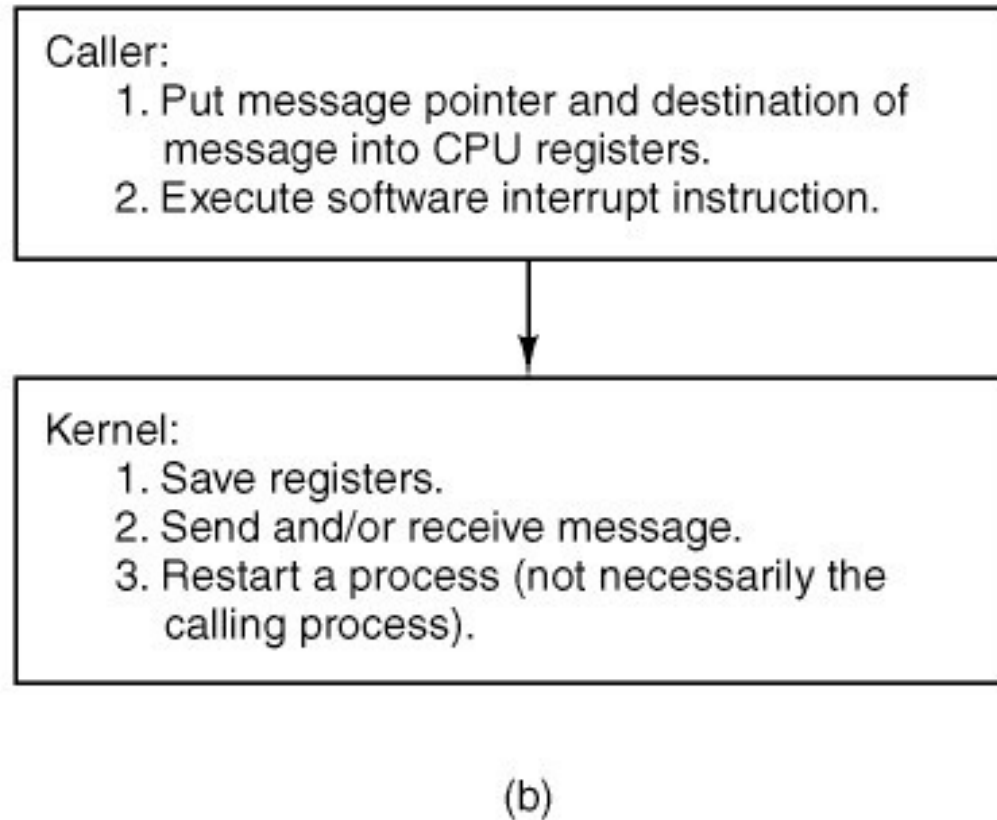 Caller:
1. Put message pointer and destination of
message into CPU registers.
2. Execute software interrupt instruction.
Kernel:
1. Save registers.
2. Send and/or receive message.
3. Restart a process (not necessarily the
calling process).
(b)